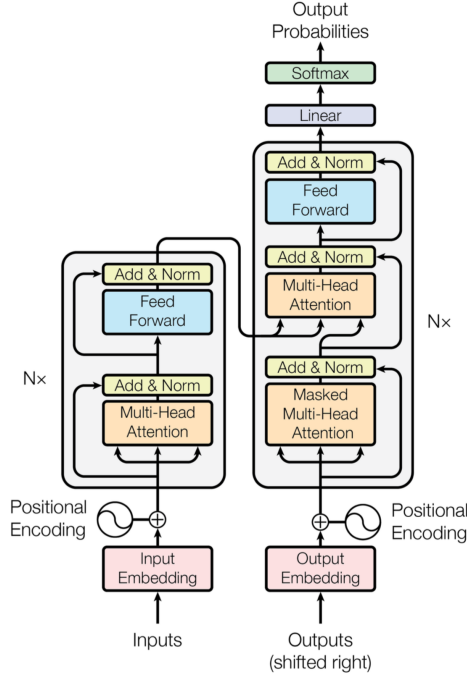 Output
Probabilities
Softmax
Linear
Add & Norm
Feed
Forward
Add & Norm
Multi-Head
Attention
Add & Norm
Masked
Multi-Head
Attention
N×
Add & Norm
Feed
Forward
Add & Norm
Multi-Head
Attention
N×
Positional
Encoding
Positional
Encoding
Input
Embedding
Output
Embedding
Inputs
Outputs
(shifted right)